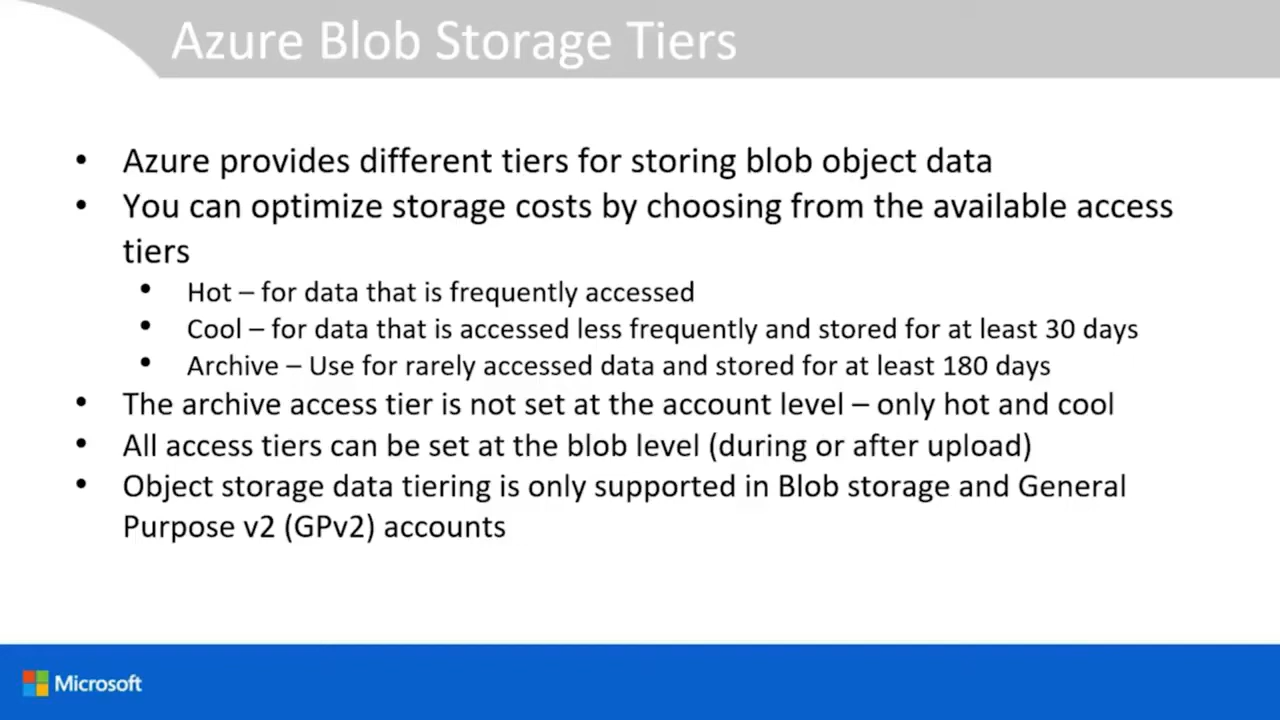 Azure Blob Storage Tiers
• Azure provides different tiers for storing blob object data
• You can optimize storage costs by choosing from the available access
tiers
• Hot – for data that is frequently accessed
• Cool – for data that is accessed less frequently and stored for at least 30 days
• Archive – Use for rarely accessed data and stored for at least 180 days
• The archive access tier is not set at the account level – only hot and cool
• All access tiers can be set at the blob level (during or after upload)
• Object storage data tiering is only supported in Blob storage and General
Purpose v2 (GPv2) accounts
Microsoft